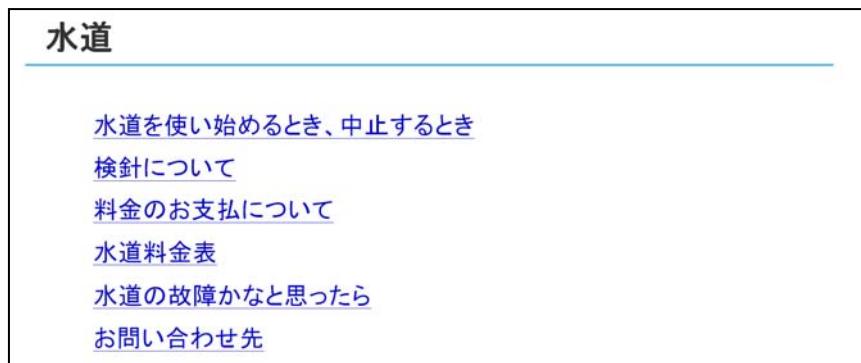 水道
水道を使い始めるとき、中止するとき
検針について
料金のお支払について
水道料金表
水道の故障かなと思ったら
お問い合わせ先